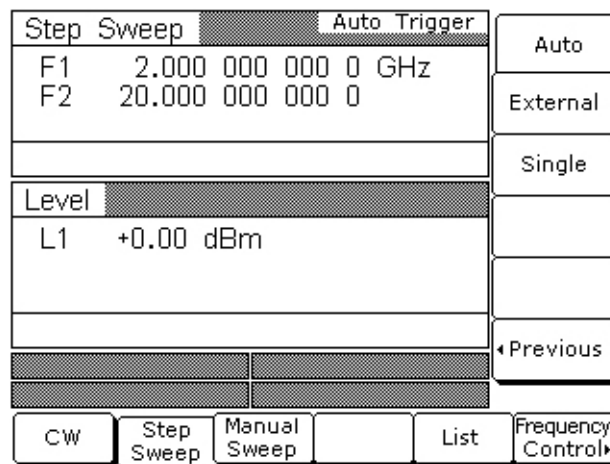 Step Sweep
Auto Trigger
F1 2.000 000 000 0 GHz
F2 20.000 000 000 0
Level
L1 +0.00 dBm
Auto
External
Single
Previous
CW
Step
Sweep
Manual
Sweep
List
Frequency
Control